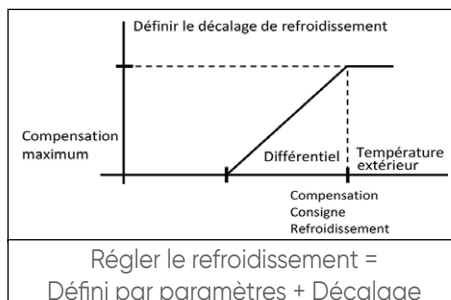 Définir le décalage de refroidissement
Compensation
maximum
Différentiel
Température
extérieur
Compensation
Consigne
Refroidissement
Régler le refroidissement =
Défini par paramètres + Décalage